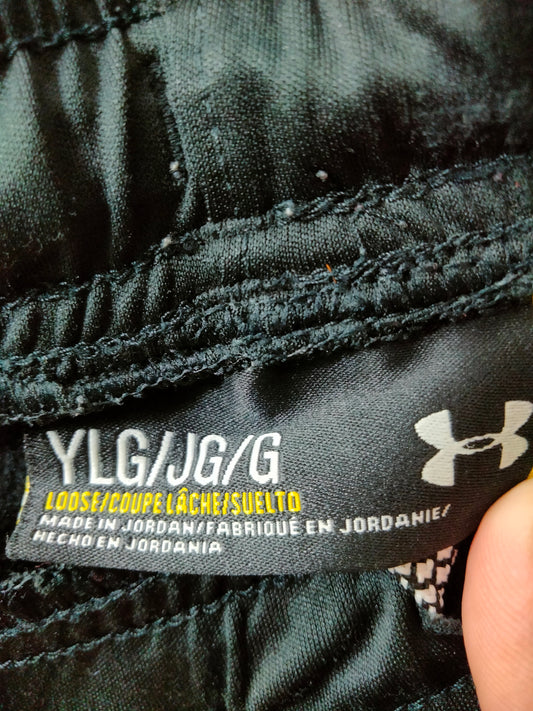 YLG/JG/G
LOOSE/COUPE LÂCHE/SUELTO
MADE IN JORDAN/FABRIQUÉ EN JORDANIE/
HECHO EN JORDANIA